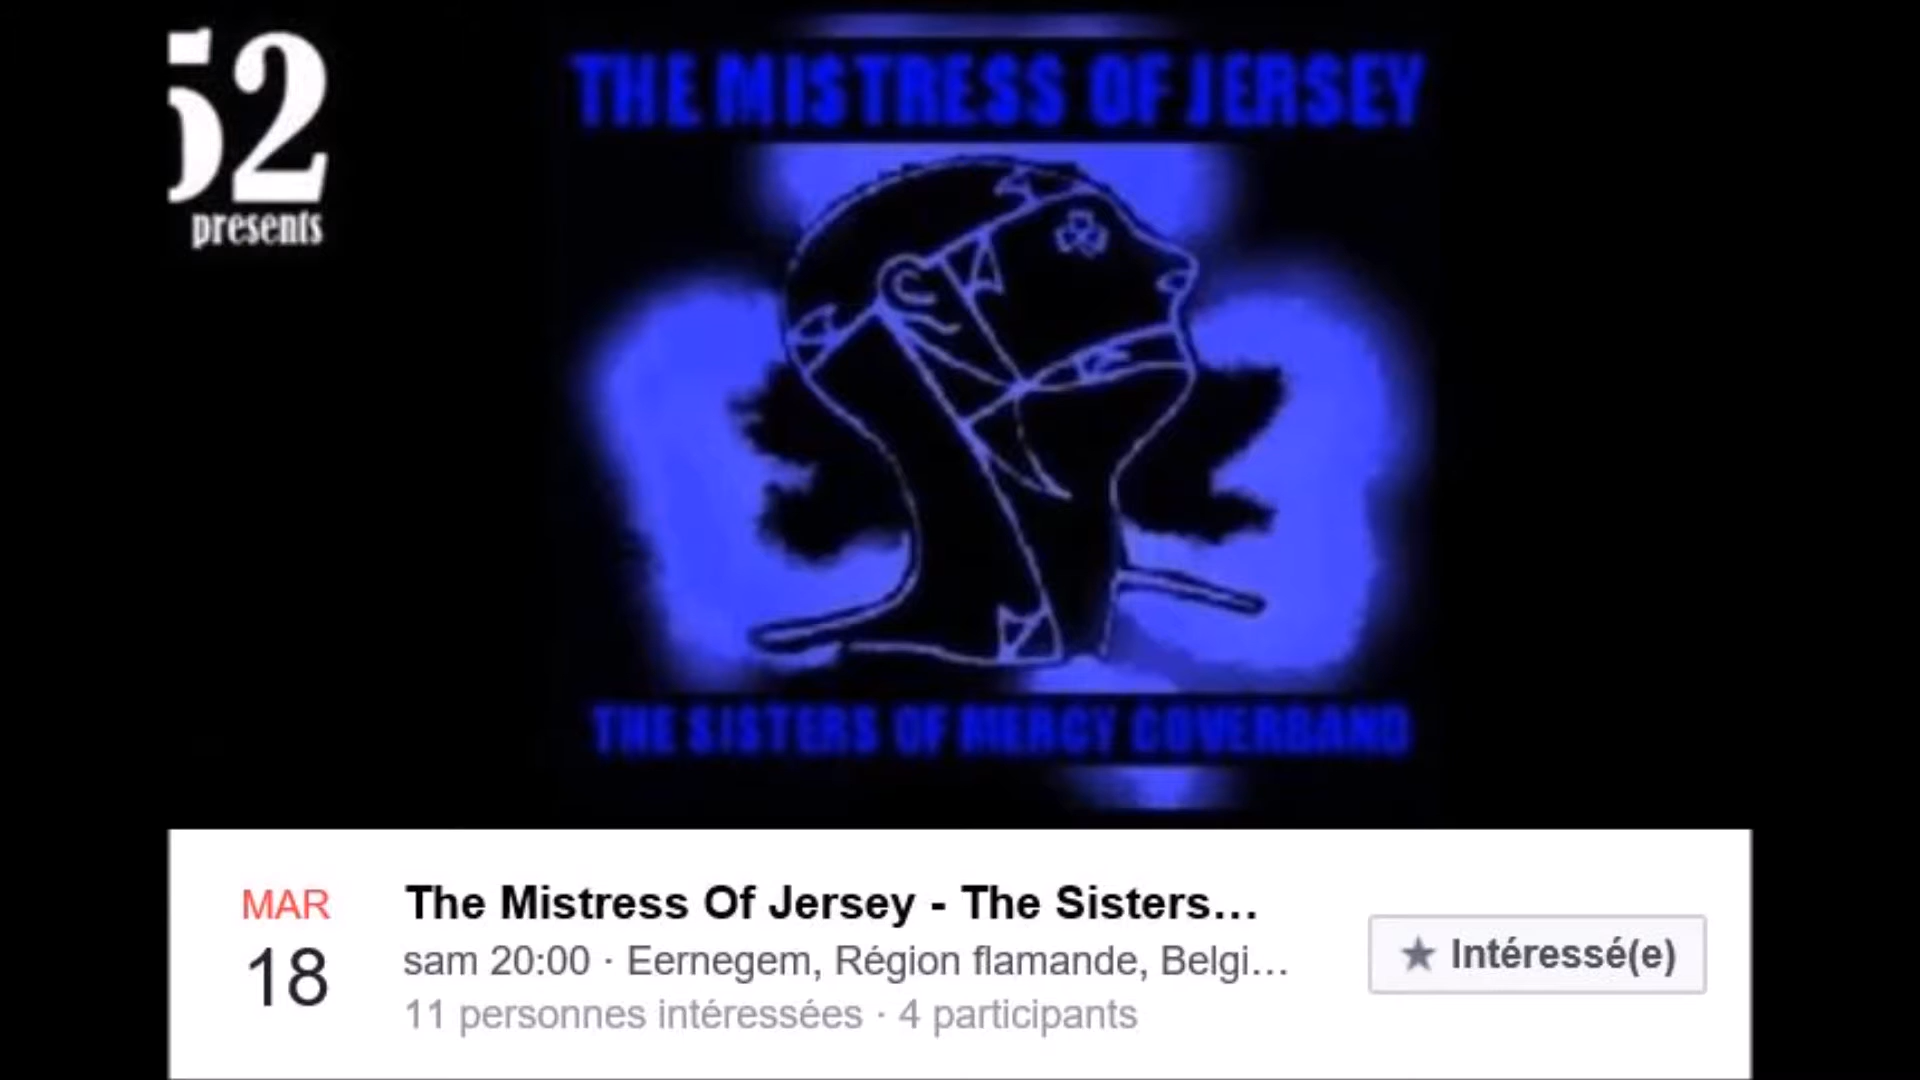 52
presents
THE MISTRESS OF JERSEY
THE SISTERS OF MERCY COVERBAND
MAR
18
The Mistress Of Jersey - The Sisters...
sam 20:00 · Eernegem, Région flamande, Belgi...
11 personnes intéressées · 4 participants
★ Intéressé(e)